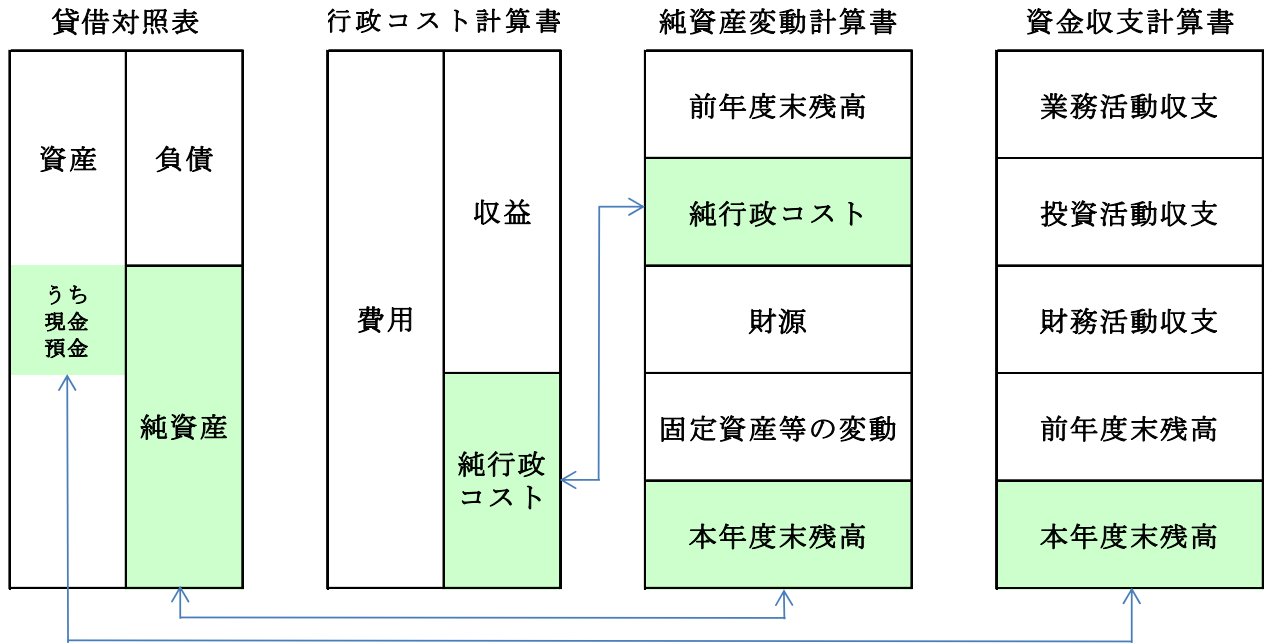 貸借対照表
資産
負債
うち
現金
預金
純資産
行政コスト計算書
費用
収益
純行政
コスト
純資産変動計算書
前年度末残高
純行政コスト
財源
固定資産等の変動
本年度末残高
資金収支計算書
業務活動収支
投資活動収支
財務活動収支
前年度末残高
本年度末残高